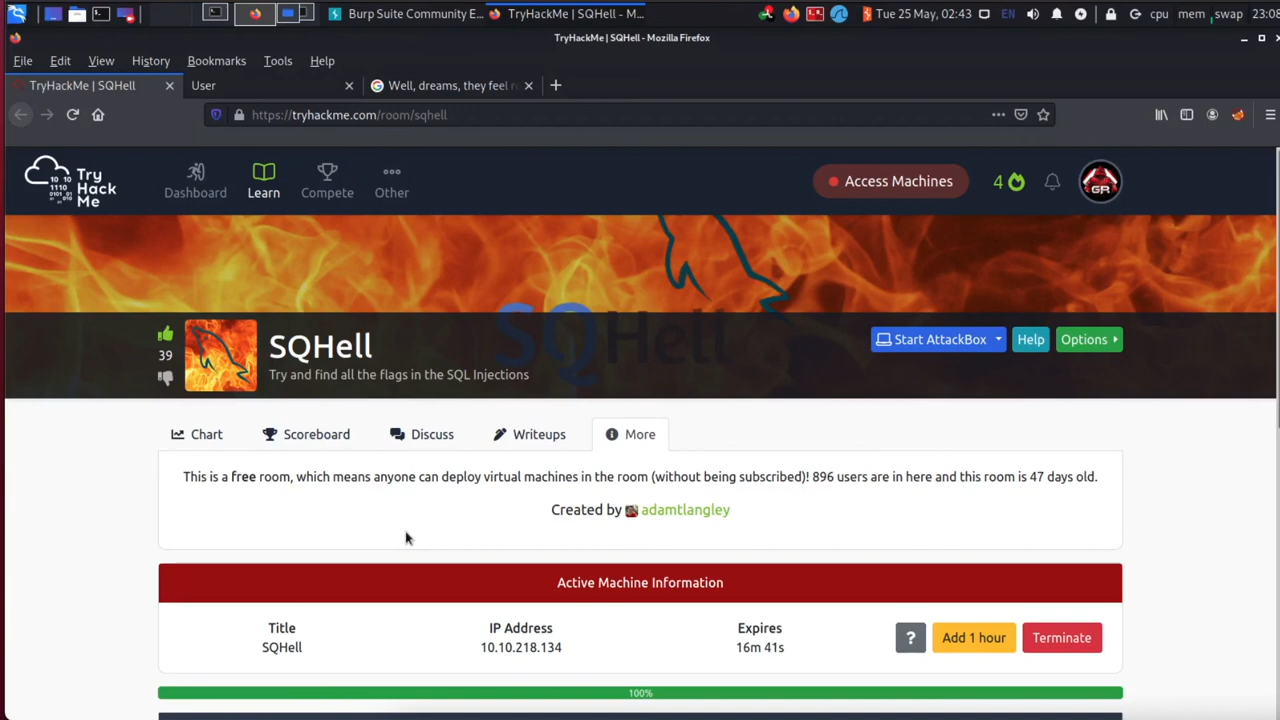 Burp Suite Community E...
TryHackMe | SQHell - M...
Tue 25 May, 02:43
EN
cpu mem swap 23:08
TryHackMe | SQHell - Mozilla Firefox
File Edit View History Bookmarks Tools Help
TryHackMe | SQHell
User
Well, dreams, they feel r
https://tryhackme.com/room/sqhell
Try
Hack
Me
Dashboard
Learn
Compete
Other
Access Machines
4
GR
SQHell
39
SQHell
Try and find all the flags in the SQL Injections
Start AttackBox
Help
Options
Chart
Scoreboard
Discuss
Writeups
More
This is a free room, which means anyone can deploy virtual machines in the room (without being subscribed)! 896 users are in here and this room is 47 days old.
Created by adamtlangley
Active Machine Information
Title
SQHell
IP Address
10.10.218.134
Expires
16m 41s
?
Add 1 hour
Terminate
100%